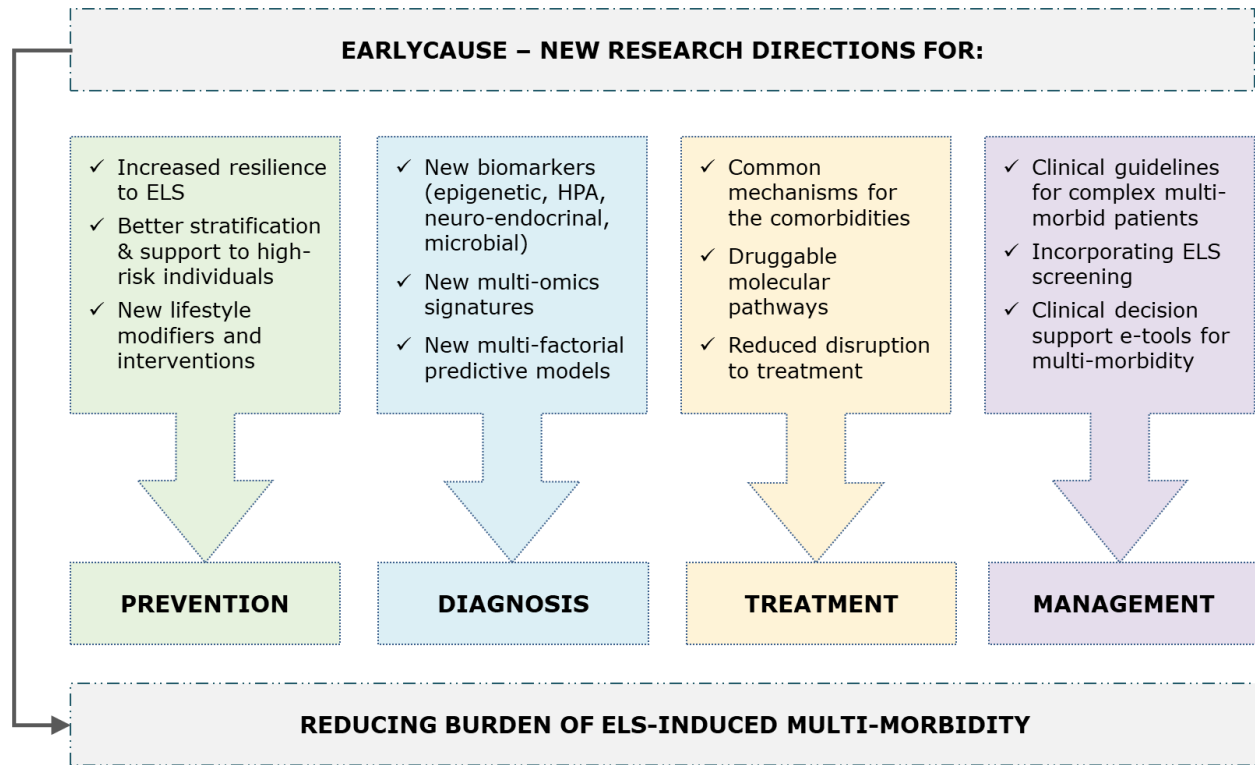 EARLYCAUSE – NEW RESEARCH DIRECTIONS FOR:
✓ Increased resilience
to ELS
✓ Better stratification
& support to high-
risk individuals
✓ New lifestyle
modifiers and
interventions
✓ New biomarkers
(epigenetic, HPA,
neuro-endocrinal,
microbial)
✓ New multi-omics
signatures
✓ New multi-factorial
predictive models
✓ Common
mechanisms for
the comorbidities
✓ Druggable
molecular
pathways
✓ Reduced disruption
to treatment
✓ Clinical guidelines
for complex multi-
morbid patients
✓ Incorporating ELS
screening
✓ Clinical decision
support e-tools for
multi-morbidity
PREVENTION
DIAGNOSIS
TREATMENT
MANAGEMENT
REDUCING BURDEN OF ELS-INDUCED MULTI-MORBIDITY